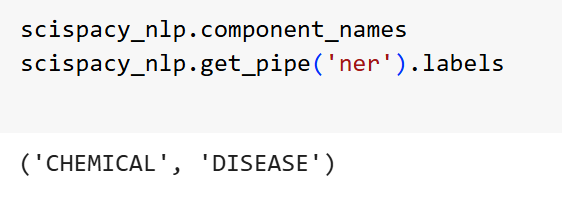 scispacy_nlp.component_names
scispacy_nlp.get_pipe('ner').labels
('CHEMICAL', 'DISEASE')